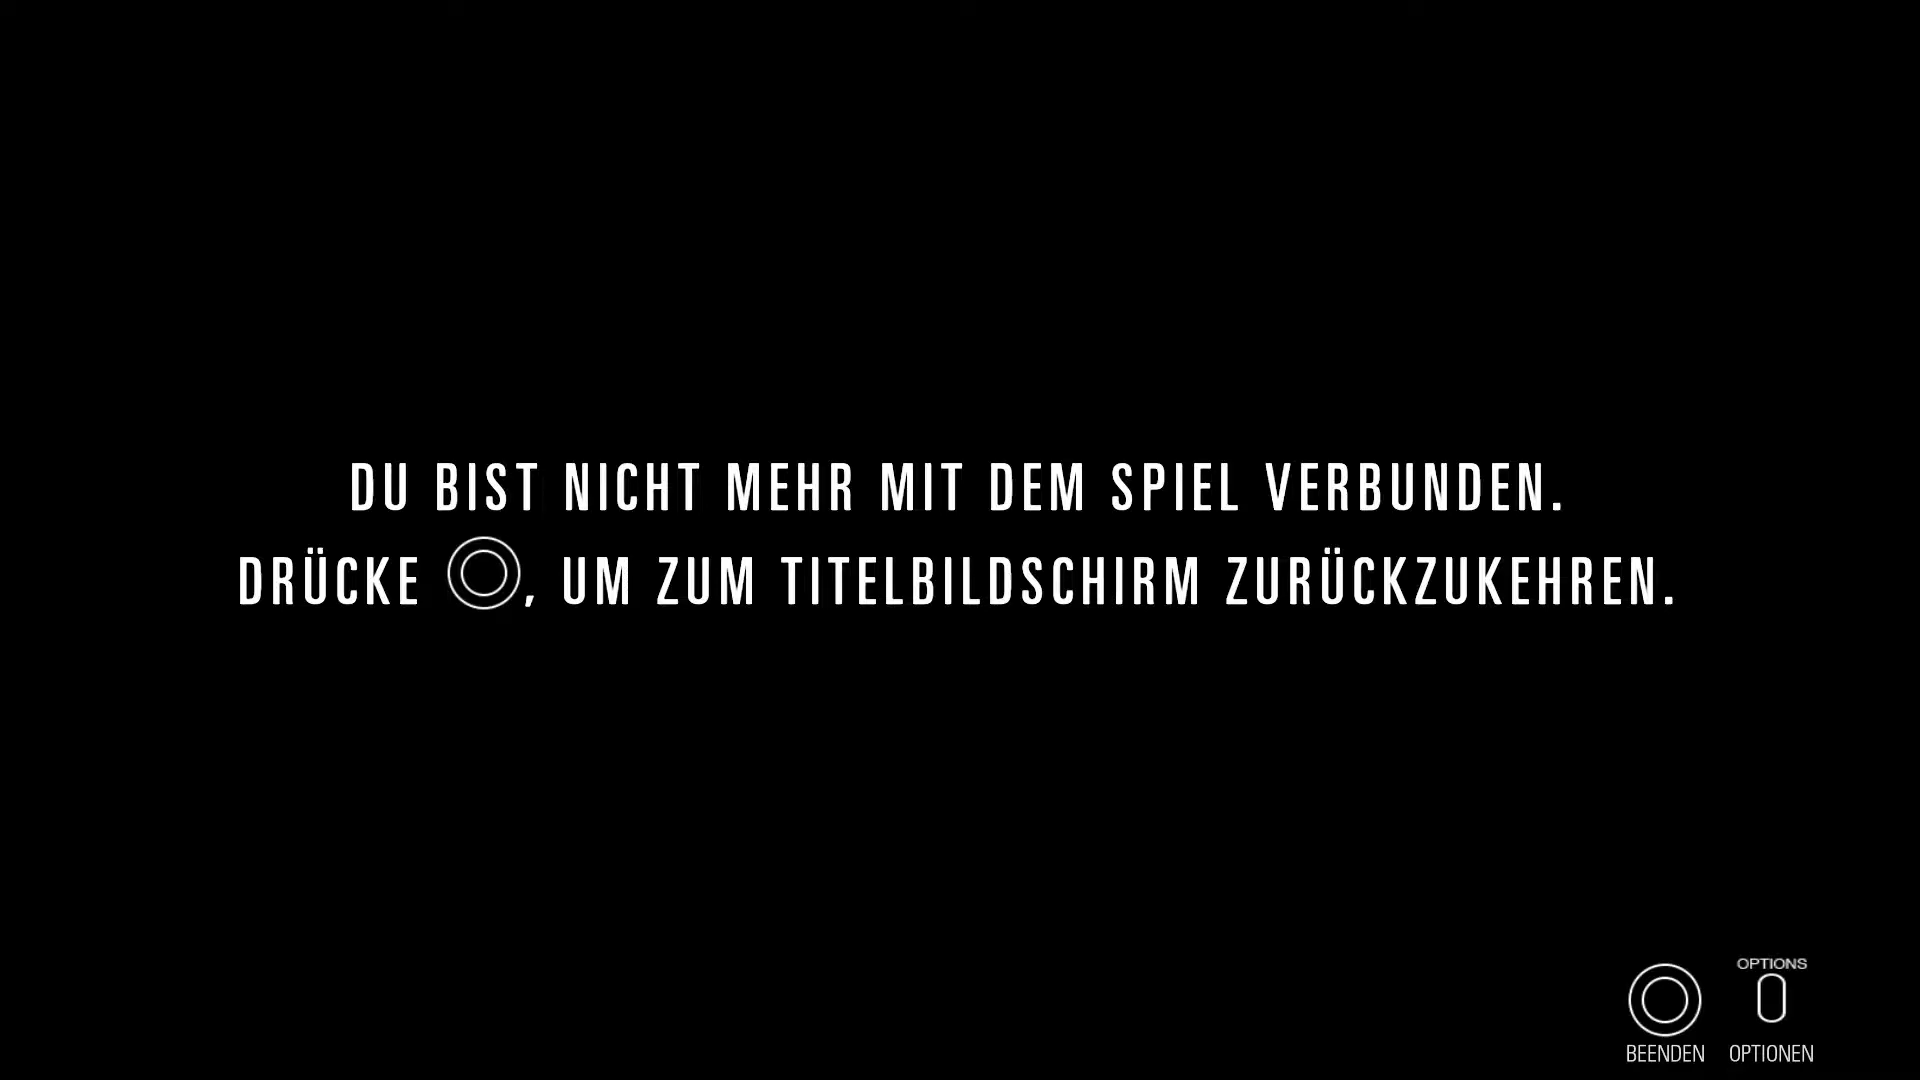 DU BIST NICHT MEHR MIT DEM SPIEL VERBUNDEN.
DRÜCKE , UM ZUM TITELBILDSCHIRM ZURÜCKZUKEHREN.
OPTIONS
BEENDEN OPTIONEN